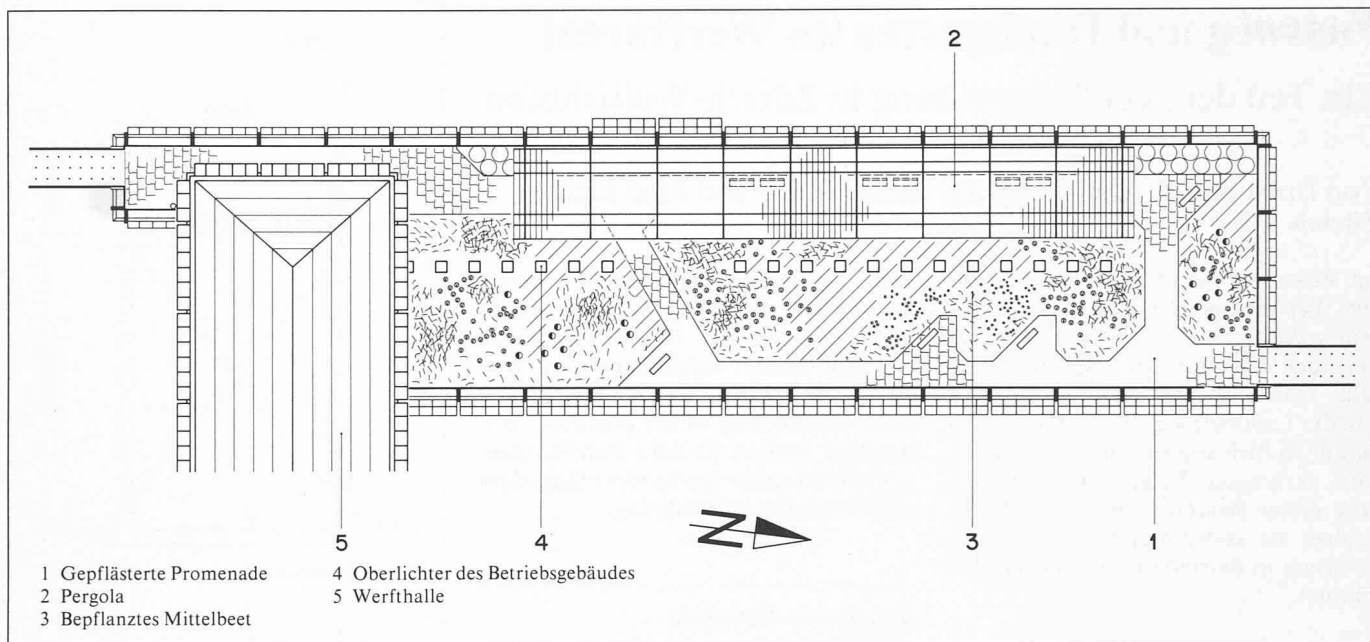 2
5
4
N
3
1
1 Gepflästerte Promenade
2 Pergola
3 Bepflanztes Mittelbeet
4 Oberlichter des Betriebsgebäudes
5 Werfthalle